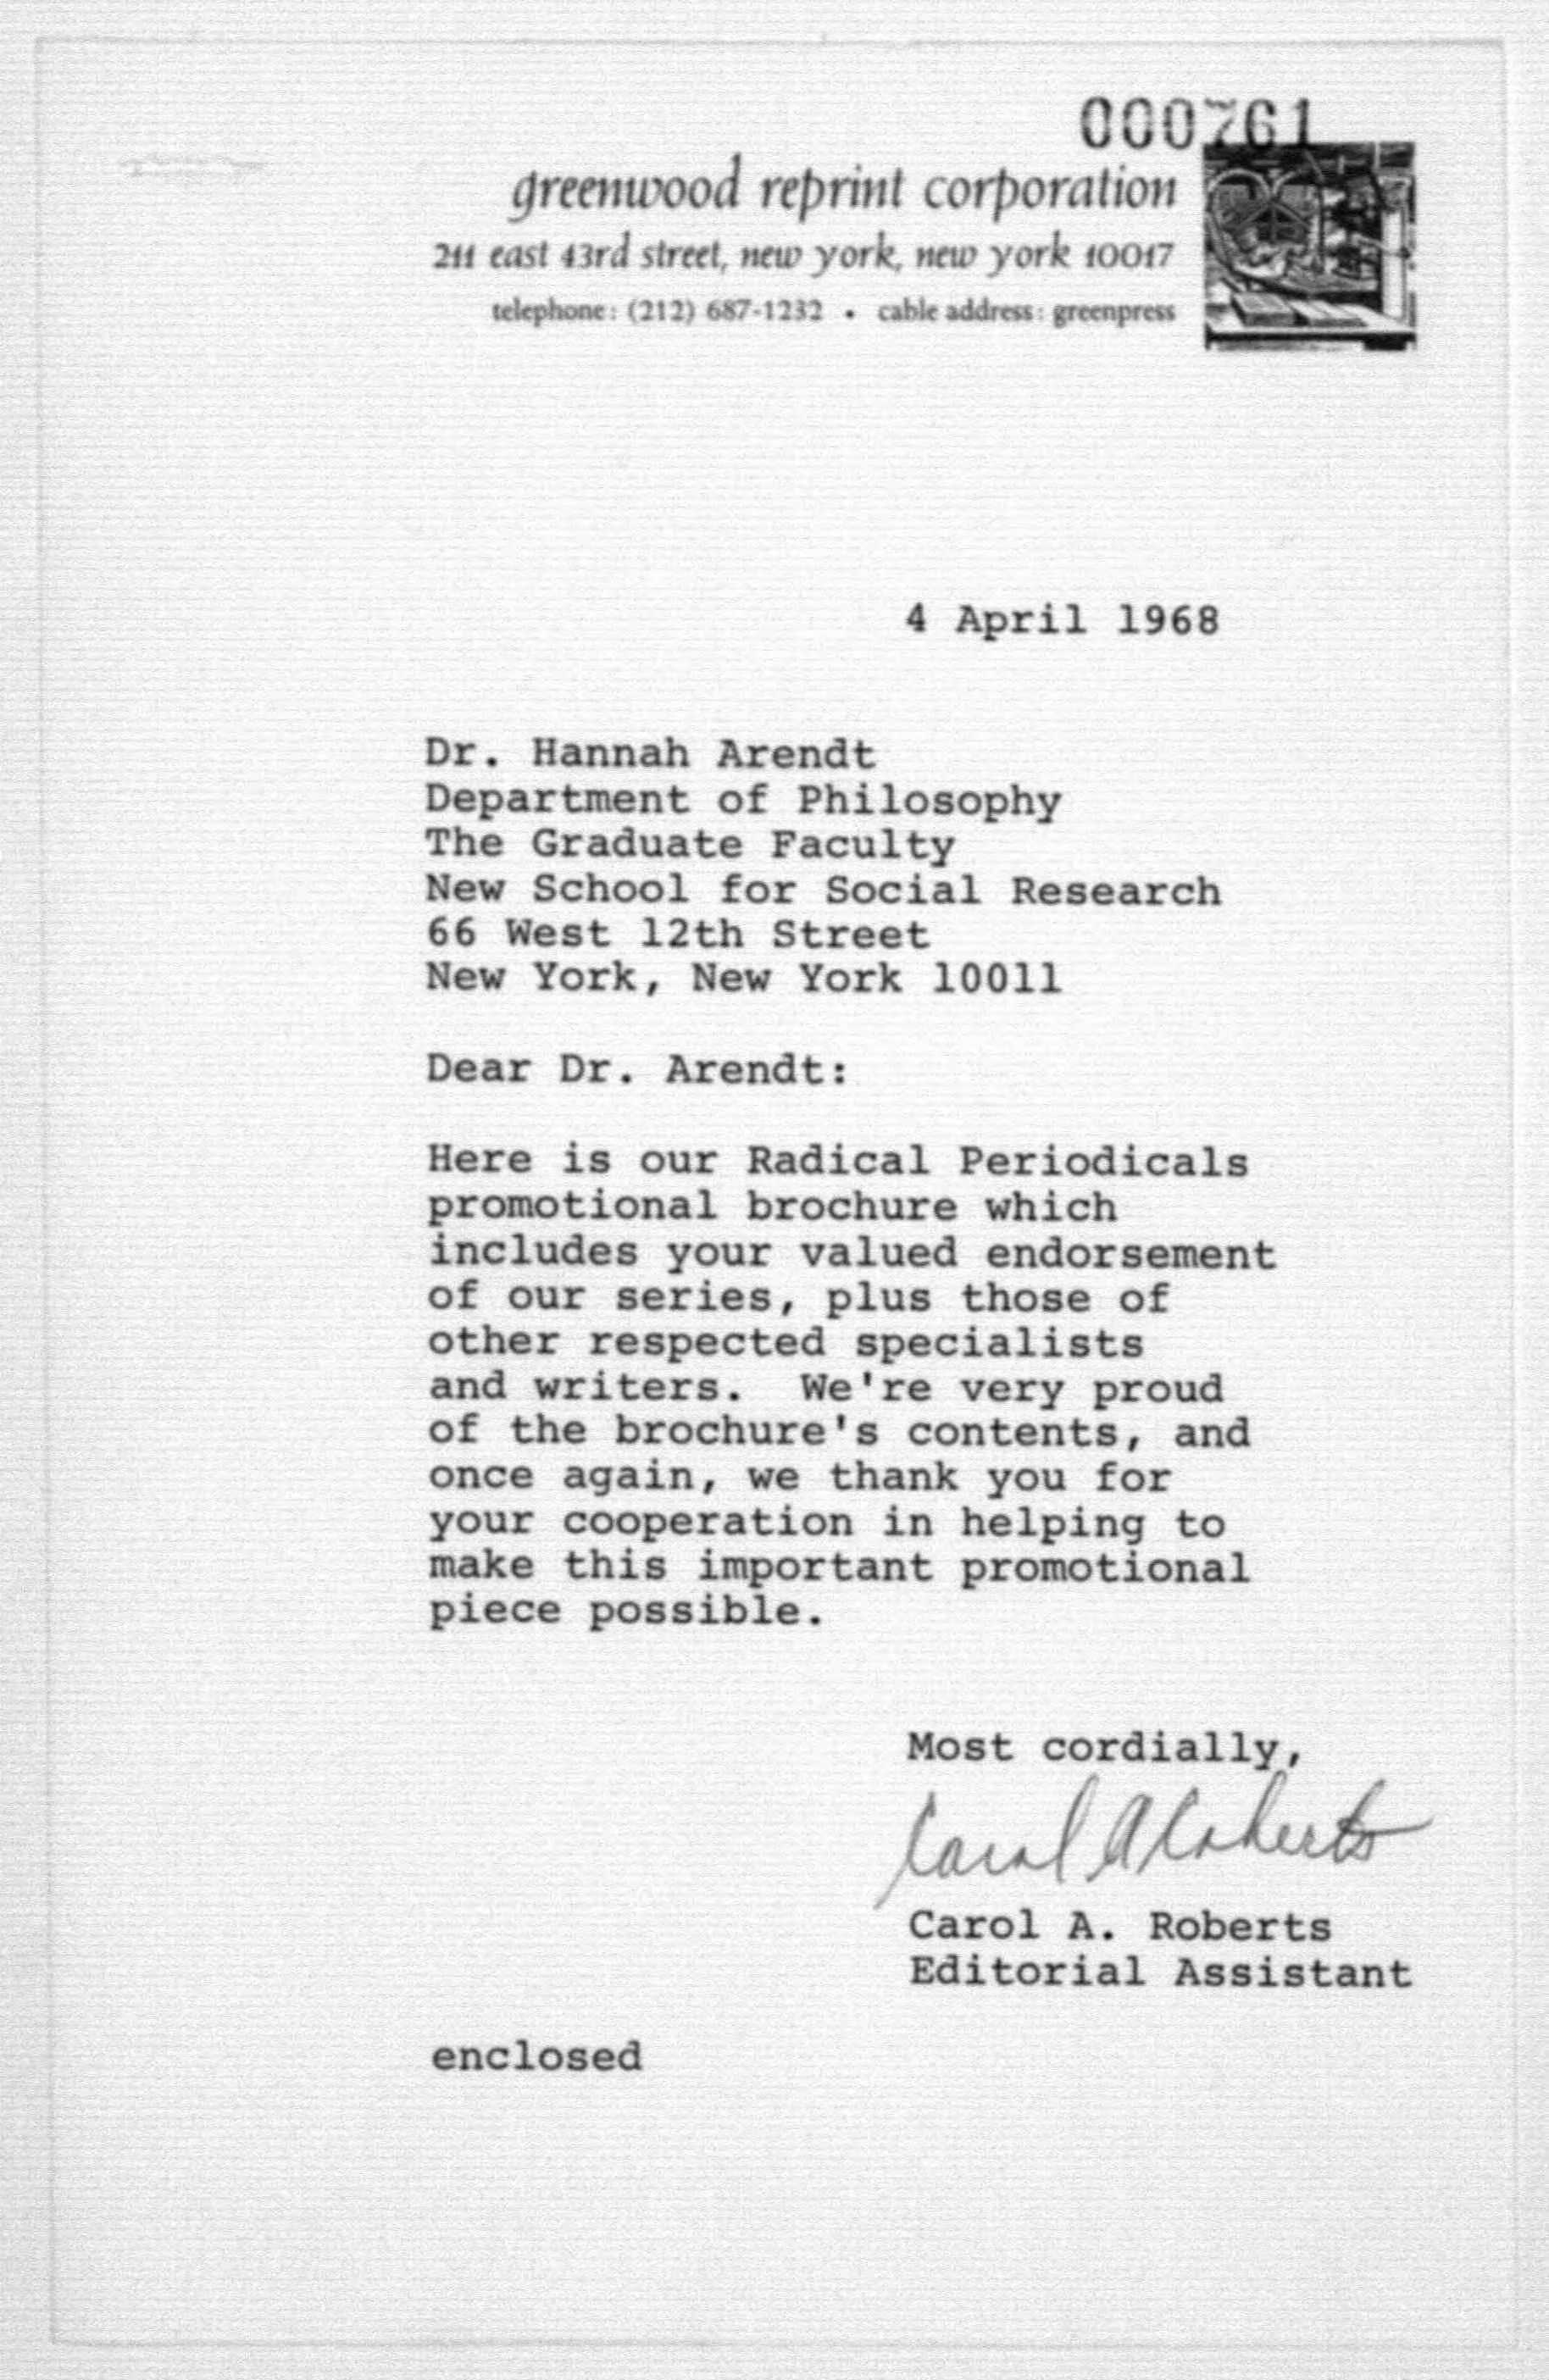 000761
greenwood reprint corporation
211 east 43rd street, new york, new york 10017
telephone: (212) 687-1232 • cable address: greenpress
4 April 1968
Dr. Hannah Arendt
Department of Philosophy
The Graduate Faculty
New School for Social Research
66 West 12th Street
New York, New York 10011
Dear Dr. Arendt:
Here is our Radical Periodicals
promotional brochure which
includes your valued endorsement
of our series, plus those of
other respected specialists
and writers.  We're very proud
of the brochure's contents, and
once again, we thank you for
your cooperation in helping to
make this important promotional
piece possible.
Most cordially,
Carol A Roberts
Carol A. Roberts
Editorial Assistant
enclosed